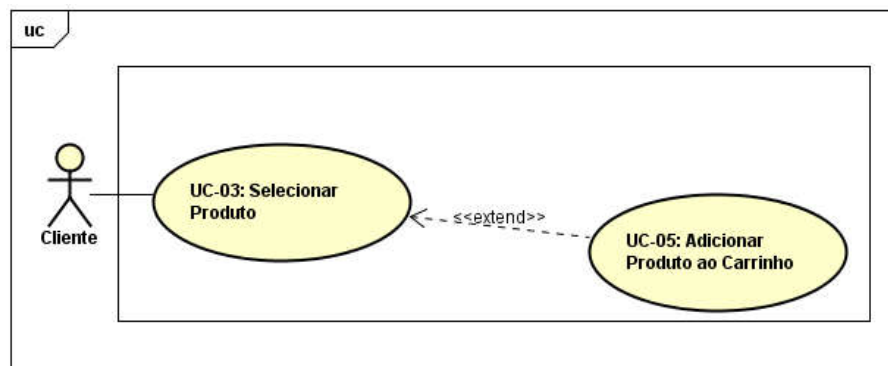 uc
UC-03: Selecionar
Produto
<<extend>>
UC-05: Adicionar
Produto ao Carrinho
Cliente